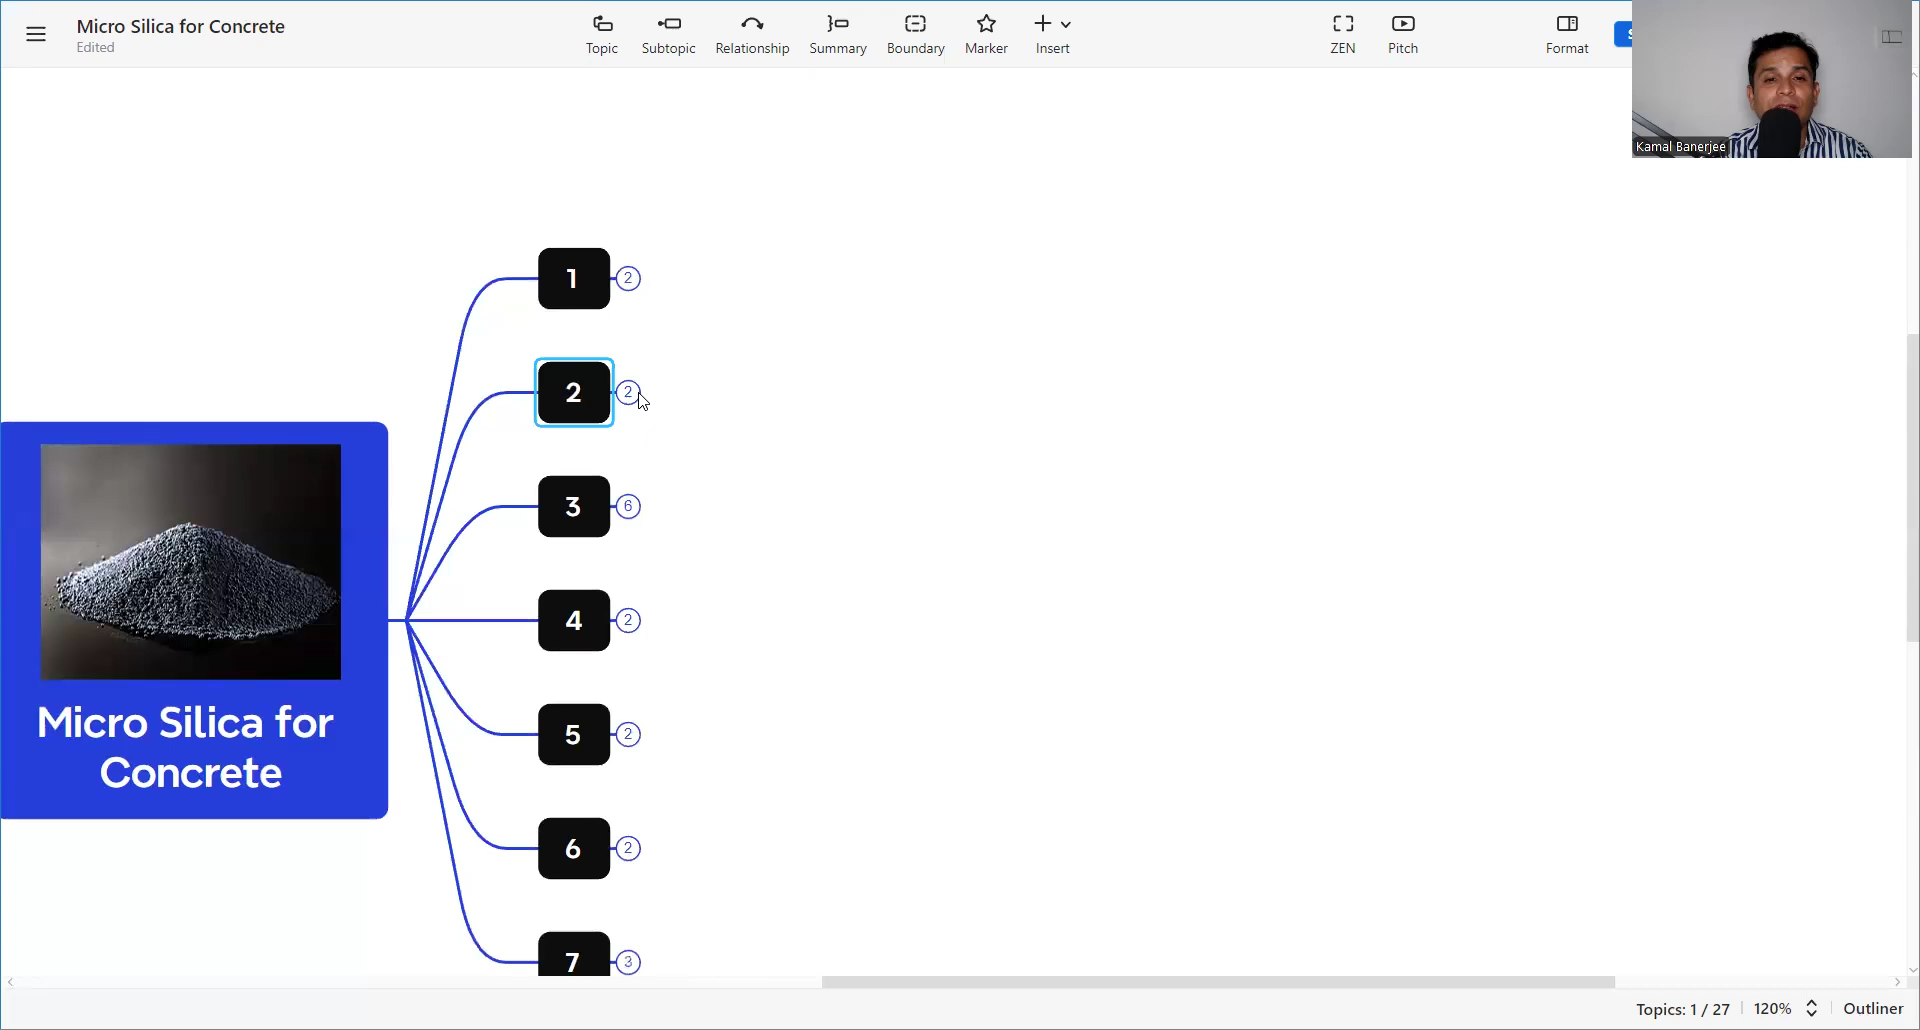 Micro Silica for Concrete
Edited
Topic
Subtopic
Relationship
Summary
Boundary
Marker
Insert
ZEN
Pitch
Format
S
Kamal Banerjee
1
2
2
2
3
6
4
2
5
2
6
2
7
3
Micro Silica for
Concrete
Topics: 1 / 27
120%
Outliner